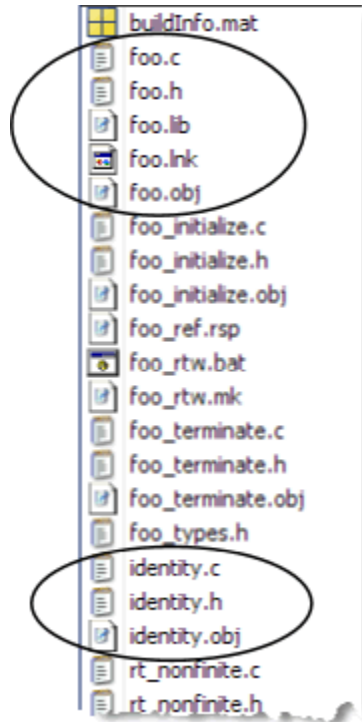 buildInfo.mat
foo.c
foo.h
foo.lib
foo.lnk
foo.obj
foo_initialize.c
foo_initialize.h
foo_initialize.obj
foo_ref.rsp
foo_rtw.bat
foo_rtw.mk
foo_terminate.c
foo_terminate.h
foo_terminate.obj
foo_types.h
identity.c
identity.h
identity.obj
rt_nonfinite.c
rt_nonfinite.h